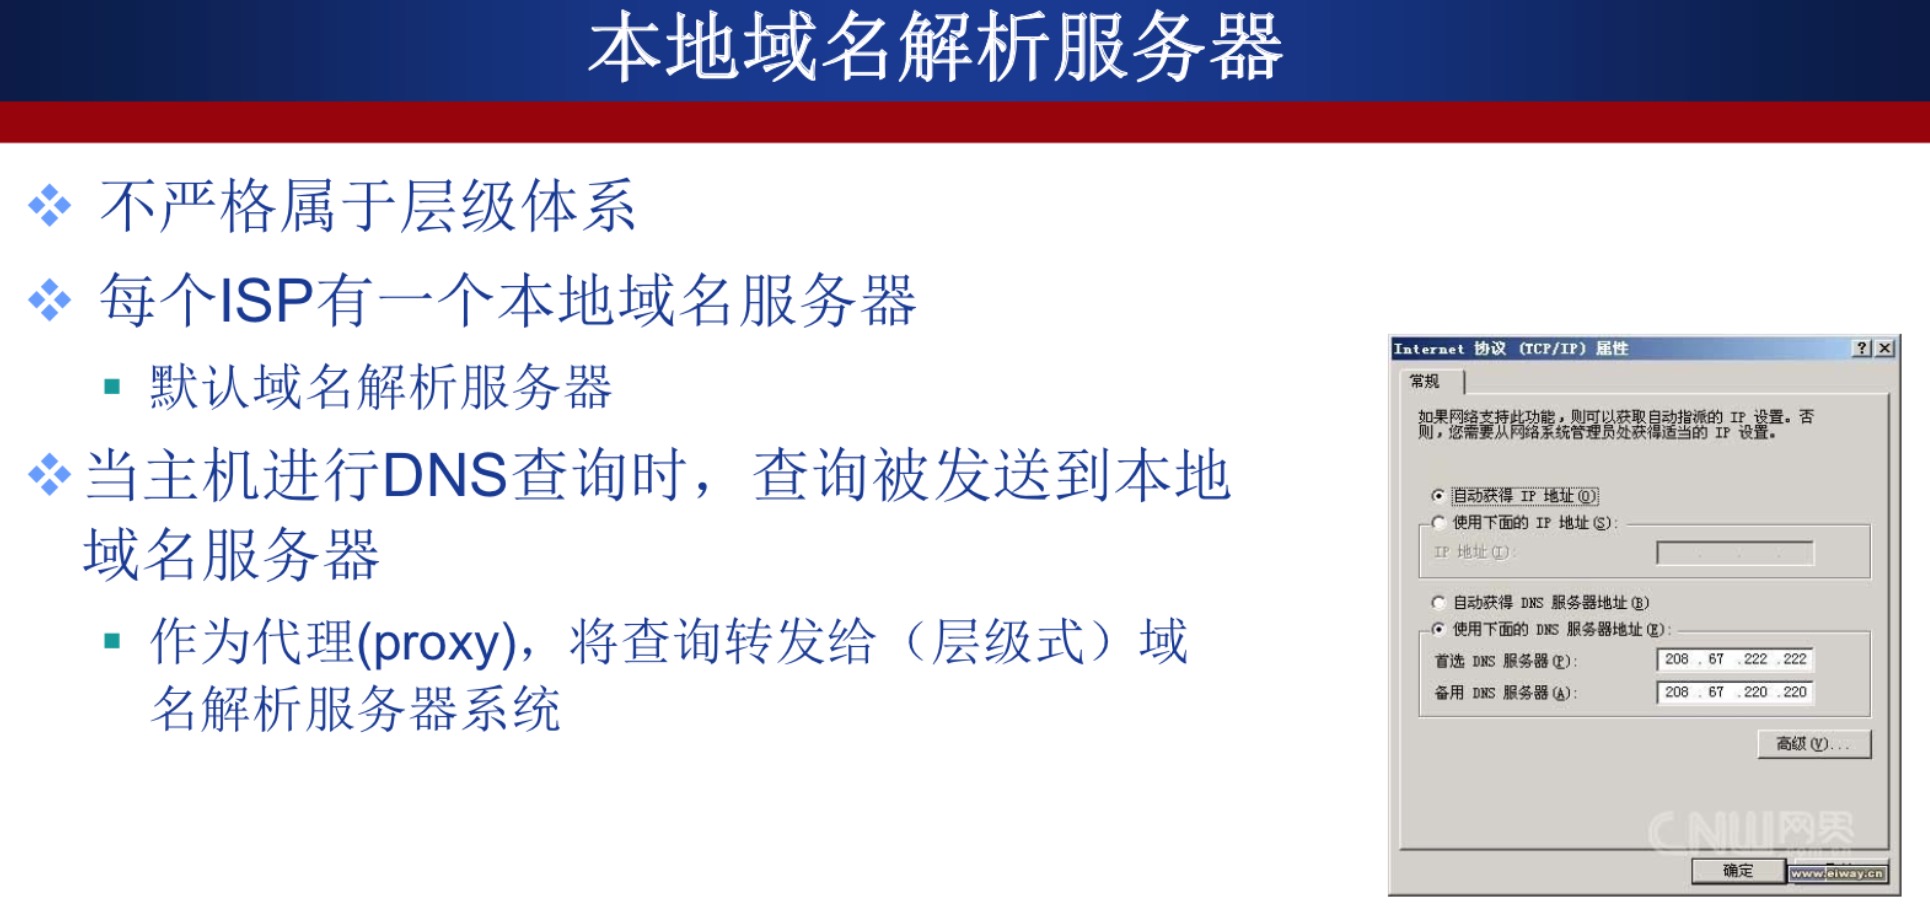 本地域名解析服务器
不严格属于层级体系
每个ISP有一个本地域名服务器
默认域名解析服务器
当主机进行DNS查询时，查询被发送到本地
域名服务器
作为代理(proxy)，将查询转发给（层级式）域
名解析服务器系统
Internet 协议 (TCP/IP) 属性
常规
如果网络支持此功能，则可以获取自动指派的 IP 设置。否
则，您需要从网络系统管理员处获得适当的 IP 设置。
自动获得 IP 地址(O)
使用下面的 IP 地址(S):
IP 地址(I):
自动获得 DNS 服务器地址(B)
使用下面的 DNS 服务器地址(E):
首选 DNS 服务器(P): 208 . 67 .222 .222
备用 DNS 服务器(A): 208 . 67 .220 .220
高级(V)...
CNW网界
确定
www.eiway.cn